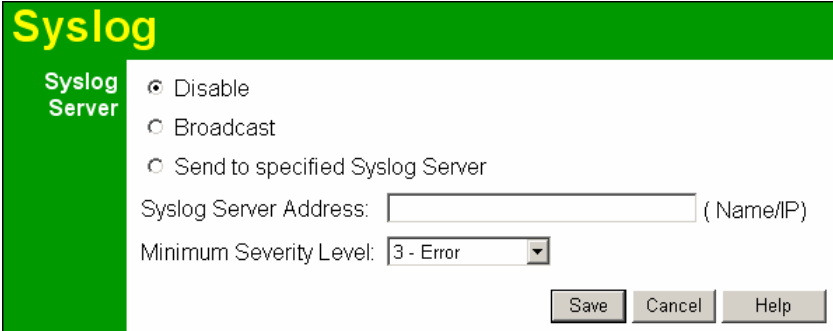 Syslog
Syslog
Server
Disable
Broadcast
Send to specified Syslog Server
Syslog Server Address: ( Name/IP)
Minimum Severity Level: 3 - Error
Save Cancel Help